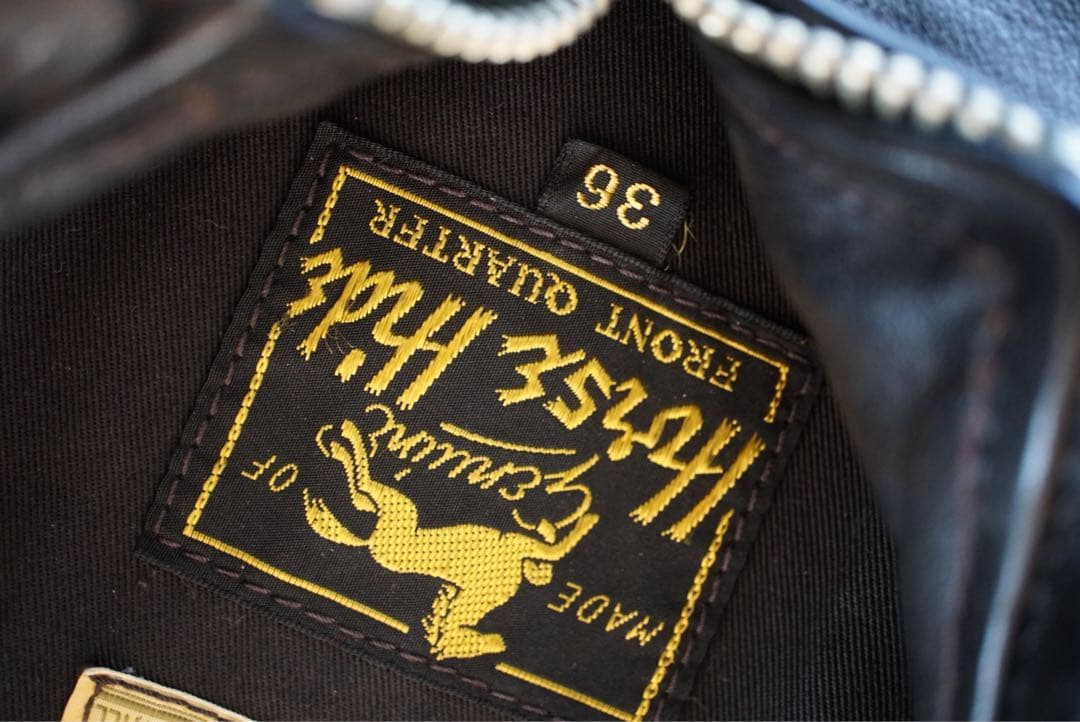 MADE OF
Genuine
Horse Hide
FRONT QUARTER
36